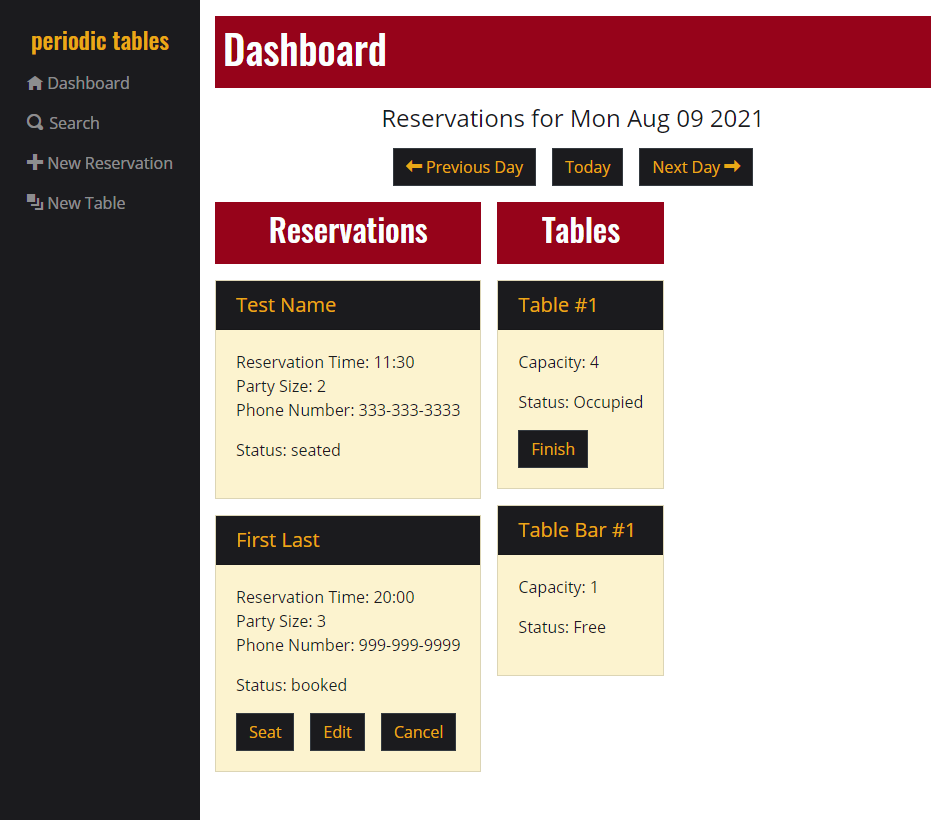 periodic tables
Dashboard
Search
New Reservation
New Table
Dashboard
Reservations for Mon Aug 09 2021
Previous Day
Today
Next Day
Reservations
Test Name
Reservation Time: 11:30
Party Size: 2
Phone Number: 333-333-3333
Status: seated
First Last
Reservation Time: 20:00
Party Size: 3
Phone Number: 999-999-9999
Status: booked
Seat
Edit
Cancel
Tables
Table #1
Capacity: 4
Status: Occupied
Finish
Table Bar #1
Capacity: 1
Status: Free